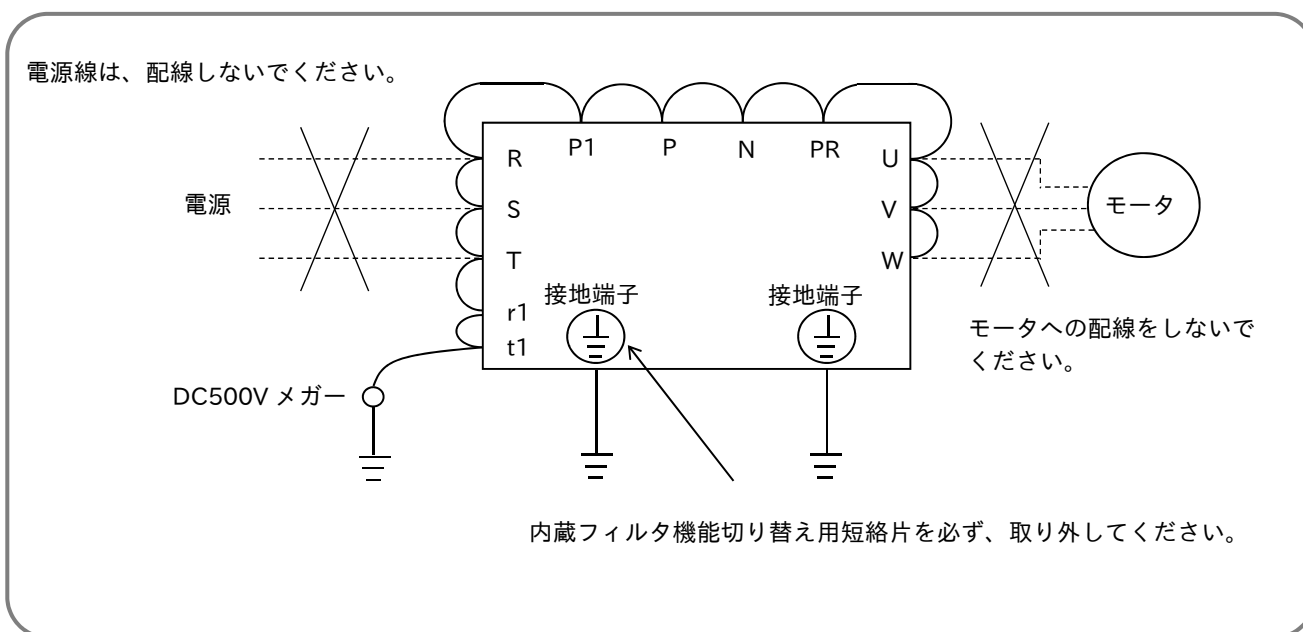 電源線は、配線しないでください。
P1 P N PR
R U
電源 S V モータ
T W
接地端子 接地端子
r1
t1
モータへの配線をしないで
ください。
DC500V メガー
内蔵フィルタ機能切り替え用短絡片を必ず、取り外してください。